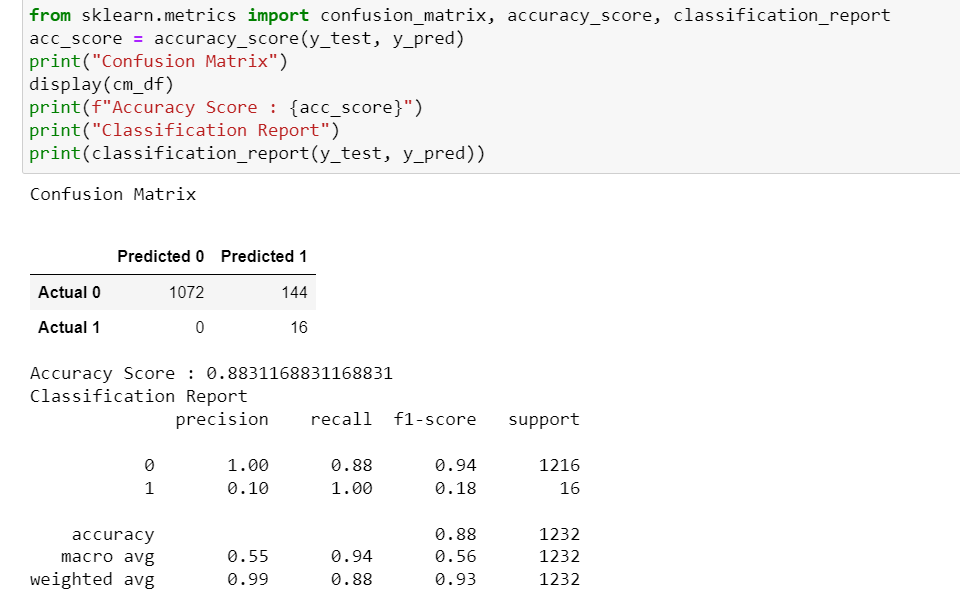 from sklearn.metrics import confusion_matrix, accuracy_score, classification_report
acc_score = accuracy_score(y_test, y_pred)
print("Confusion Matrix")
display(cm_df)
print(f"Accuracy Score : {acc_score}")
print("Classification Report")
print(classification_report(y_test, y_pred))
Confusion Matrix
Predicted 0 Predicted 1
Actual 0 1072 144
Actual 1 0 16
Accuracy Score : 0.8831168831168831
Classification Report
precision recall f1-score support
0 1.00 0.88 0.94 1216
1 0.10 1.00 0.18 16
accuracy 0.88 1232
macro avg 0.55 0.94 0.56 1232
weighted avg 0.99 0.88 0.93 1232